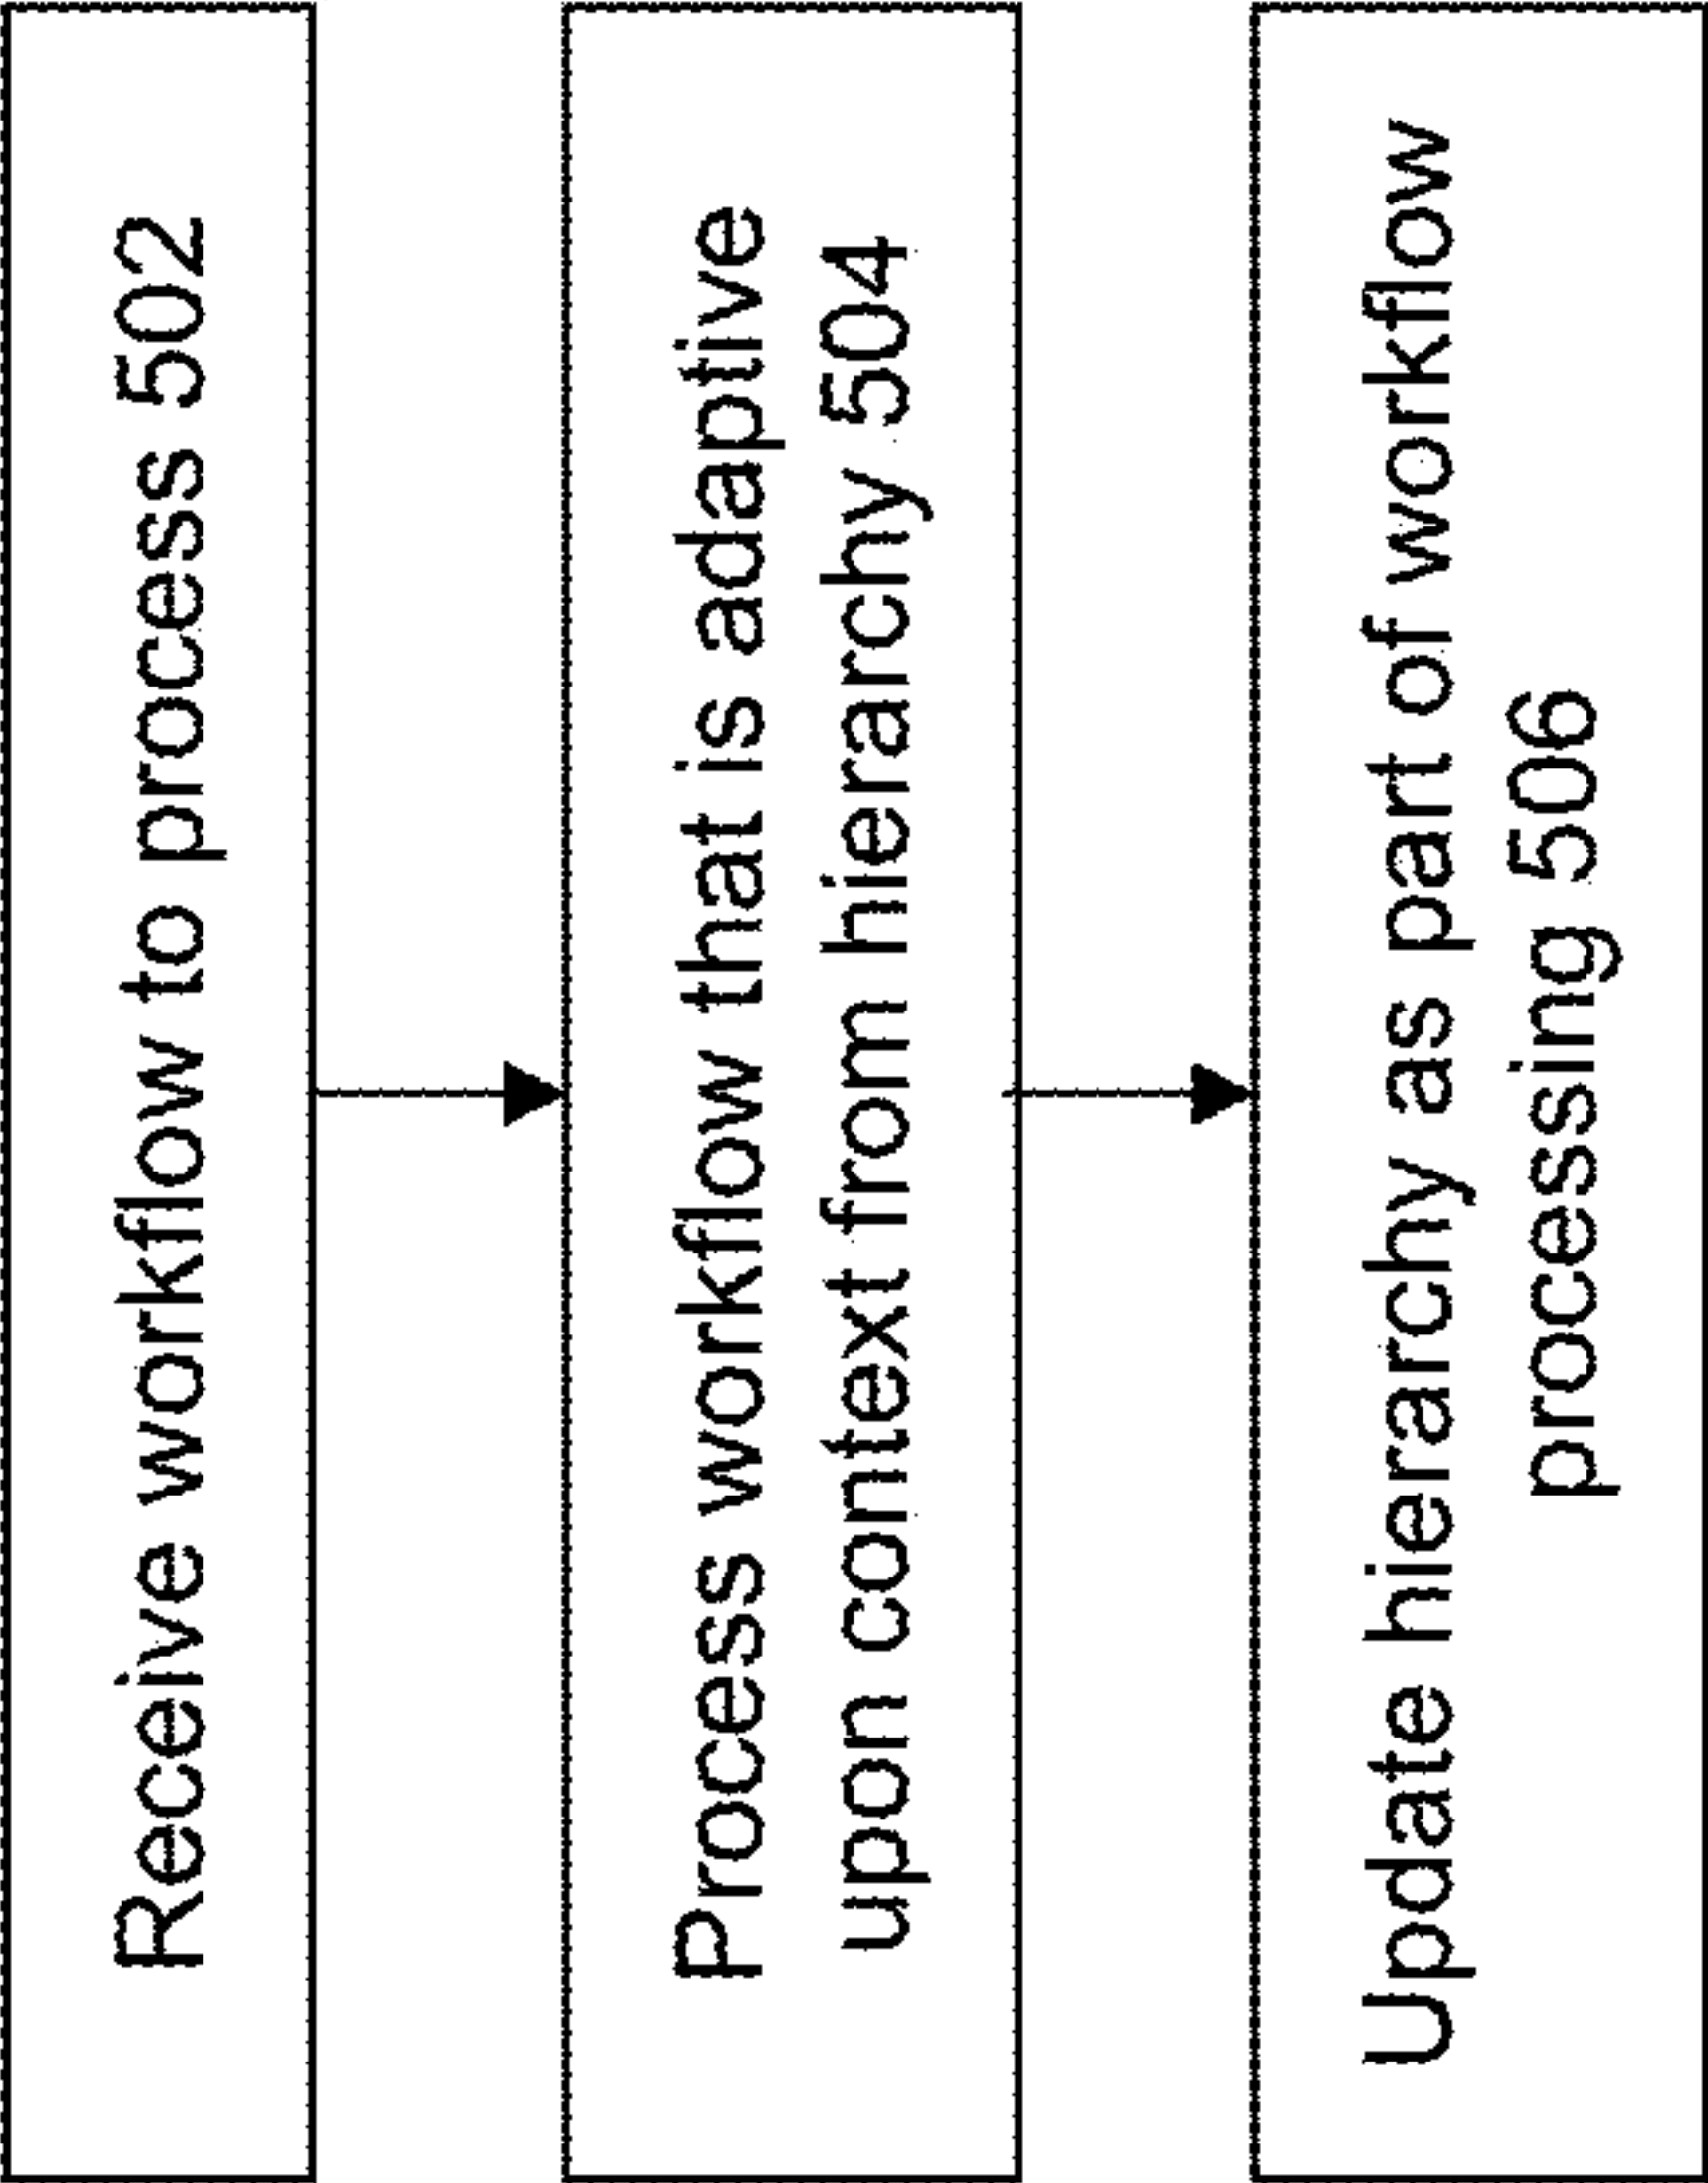 Receive workflow to process 502
Process workflow that is adaptive
upon context from hierarchy 504
Update hierarchy as part of workflow
processing 506